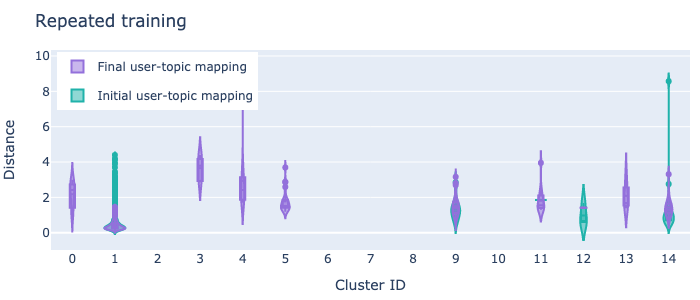 Repeated training
Final user-topic mapping
Initial user-topic mapping
Distance
10
8
6
4
2
0
0 1 2 3 4 5 6 7 8 9 10 11 12 13 14
Cluster ID